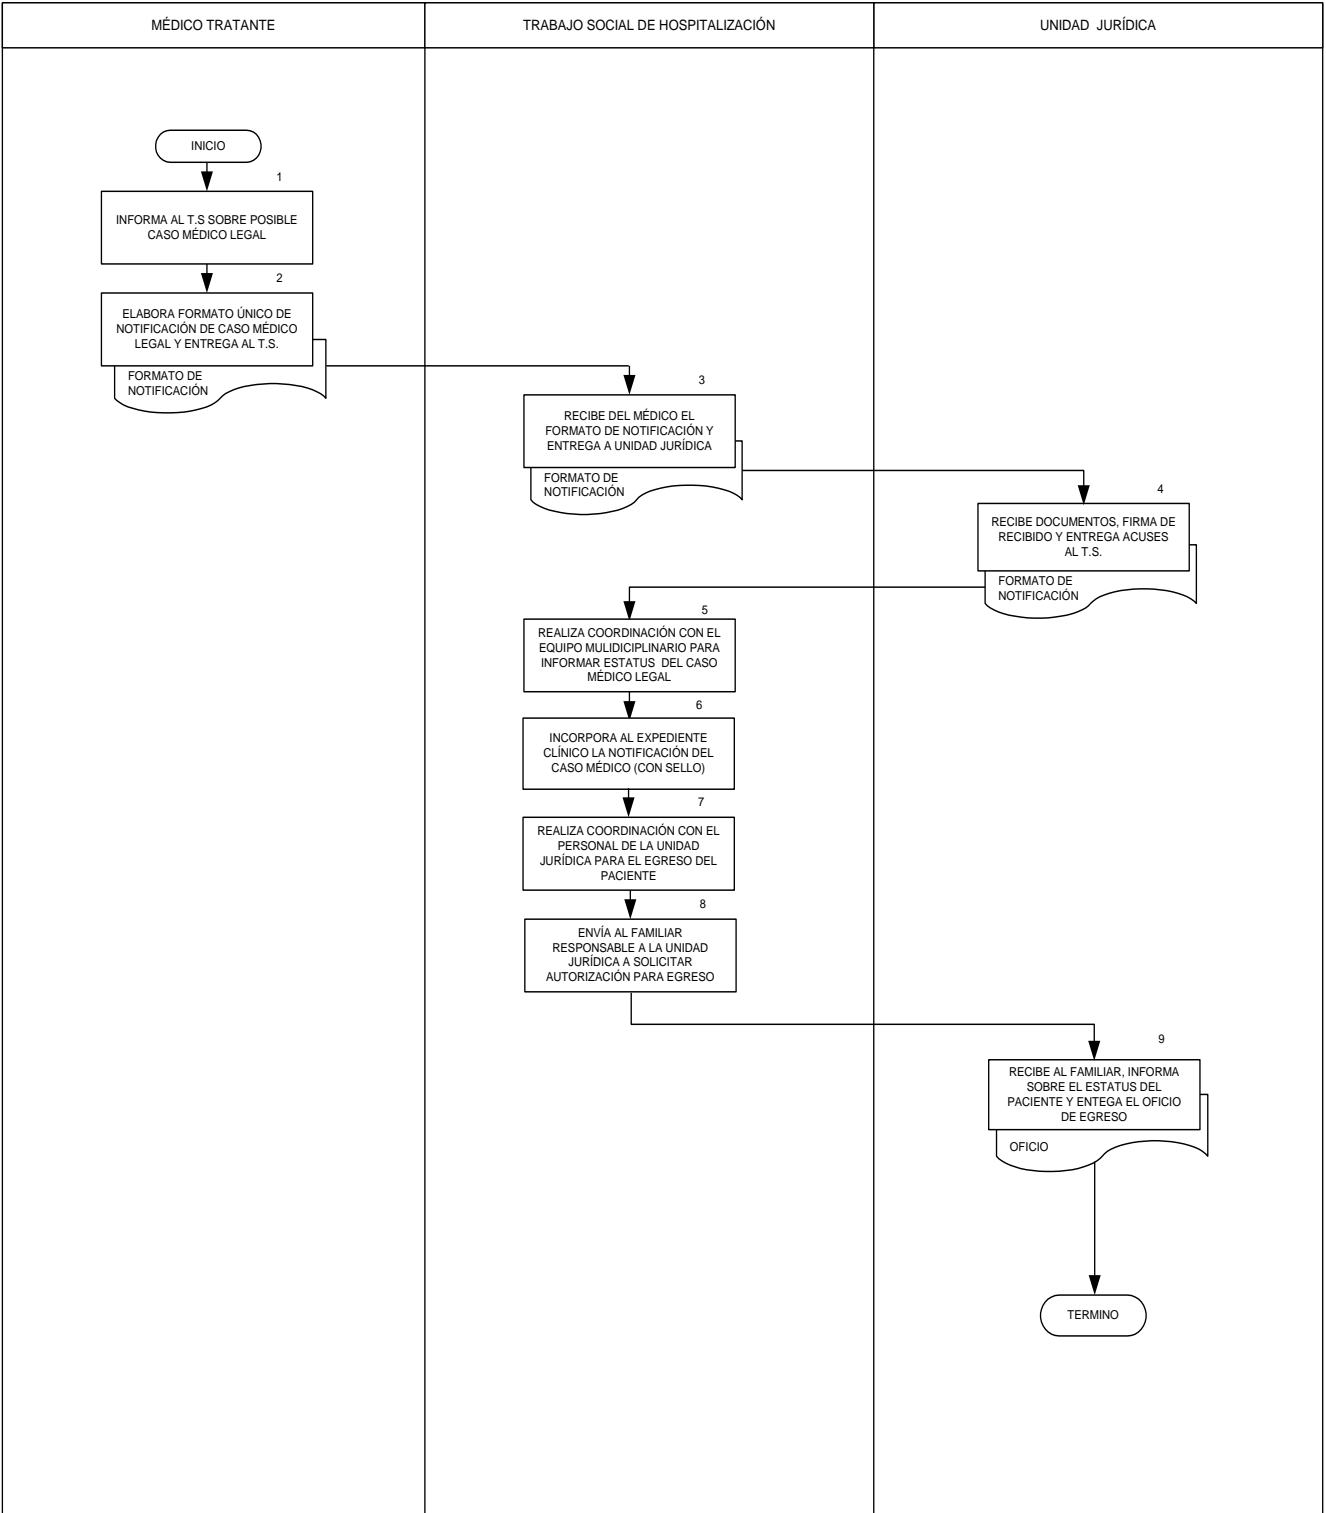 MÉDICO TRATANTE
TRABAJO SOCIAL DE HOSPITALIZACIÓN
UNIDAD JURÍDICA
INICIO
1
INFORMA AL T.S SOBRE POSIBLE
CASO MÉDICO LEGAL
2
ELABORA FORMATO ÚNICO DE
NOTIFICACIÓN DE CASO MÉDICO
LEGAL Y ENTREGA AL T.S.
FORMATO DE
NOTIFICACIÓN
3
RECIBE DEL MÉDICO EL
FORMATO DE NOTIFICACIÓN Y
ENTREGA A UNIDAD JURÍDICA
FORMATO DE
NOTIFICACIÓN
4
RECIBE DOCUMENTOS, FIRMA DE
RECIBIDO Y ENTREGA ACUSES
AL T.S.
FORMATO DE
NOTIFICACIÓN
5
REALIZA COORDINACIÓN CON EL
EQUIPO MULIDICIPLINARIO PARA
INFORMAR ESTATUS DEL CASO
MÉDICO LEGAL
6
INCORPORA AL EXPEDIENTE
CLÍNICO LA NOTIFICACIÓN DEL
CASO MÉDICO (CON SELLO)
7
REALIZA COORDINACIÓN CON EL
PERSONAL DE LA UNIDAD
JURÍDICA PARA EL EGRESO DEL
PACIENTE
8
ENVÍA AL FAMILIAR
RESPONSABLE A LA UNIDAD
JURÍDICA A SOLICITAR
AUTORIZACIÓN PARA EGRESO
9
RECIBE AL FAMILIAR, INFORMA
SOBRE EL ESTATUS DEL
PACIENTE Y ENTEGA EL OFICIO
DE EGRESO
OFICIO
TERMINO